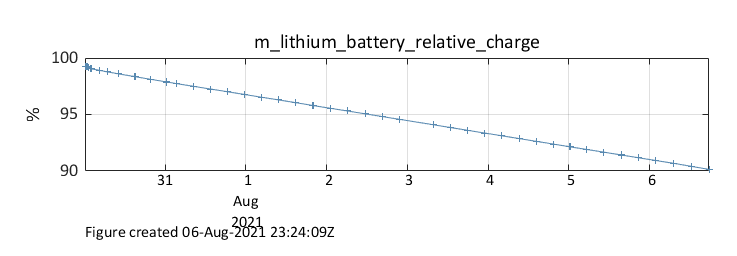 m_lithium_battery_relative_charge
100
95
90
%
31 1 2 3 4 5 6
Aug
2021
Figure created 06-Aug-2021 23:24:09Z